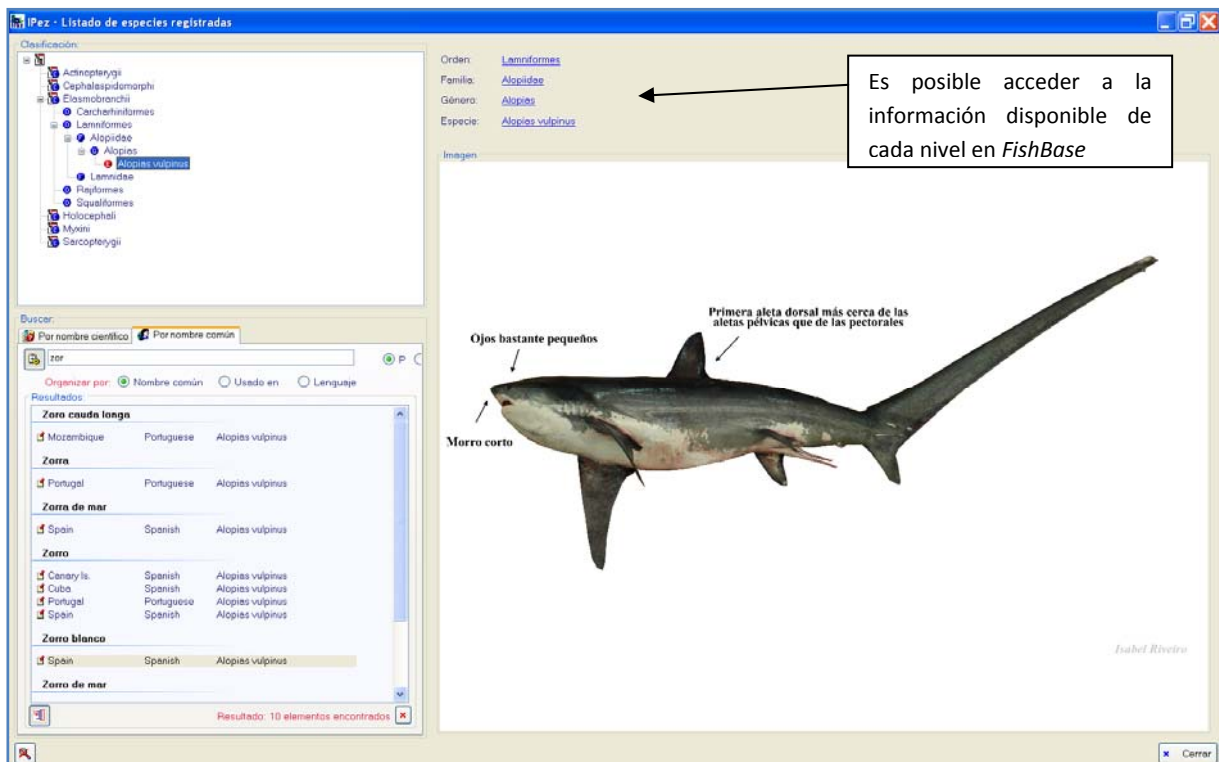 IPez - Listado de especies registradas
Clasificación:
Actinopterygii
Cephalaspidomorphi
Elasmobranchii
Carcharhiniformes
Lamniformes
Alopiidae
Alopias
Alopias vulpinus
Lamnidae
Rajiformes
Squaliformes
Holocephali
Myxini
Sarcopterygii
Orden: Lamniformes
Familia: Alopiidae
Género: Alopias
Especie: Alopias vulpinus
Es posible acceder a la
información disponible de
cada nivel en FishBase
Imagen
Primera aleta dorsal más cerca de las
aletas pélvicas que de las pectorales
Ojos bastante pequeños
Morro corto
Isabel Riveiro
Buscar:
Por nombre científico Por nombre común
zor P
Organizar por: Nombre común Usado en Lenguaje
Resultados:
Zoro cauda longa
Mozambique Portuguese Alopias vulpinus
Zorra
Portugal Portuguese Alopias vulpinus
Zorra de mar
Spain Spanish Alopias vulpinus
Zorro
Canary Is. Spanish Alopias vulpinus
Cuba Spanish Alopias vulpinus
Portugal Portuguese Alopias vulpinus
Spain Spanish Alopias vulpinus
Zorro blanco
Spain Spanish Alopias vulpinus
Zorro de mar
Resultado: 10 elementos encontrados
Cerrar